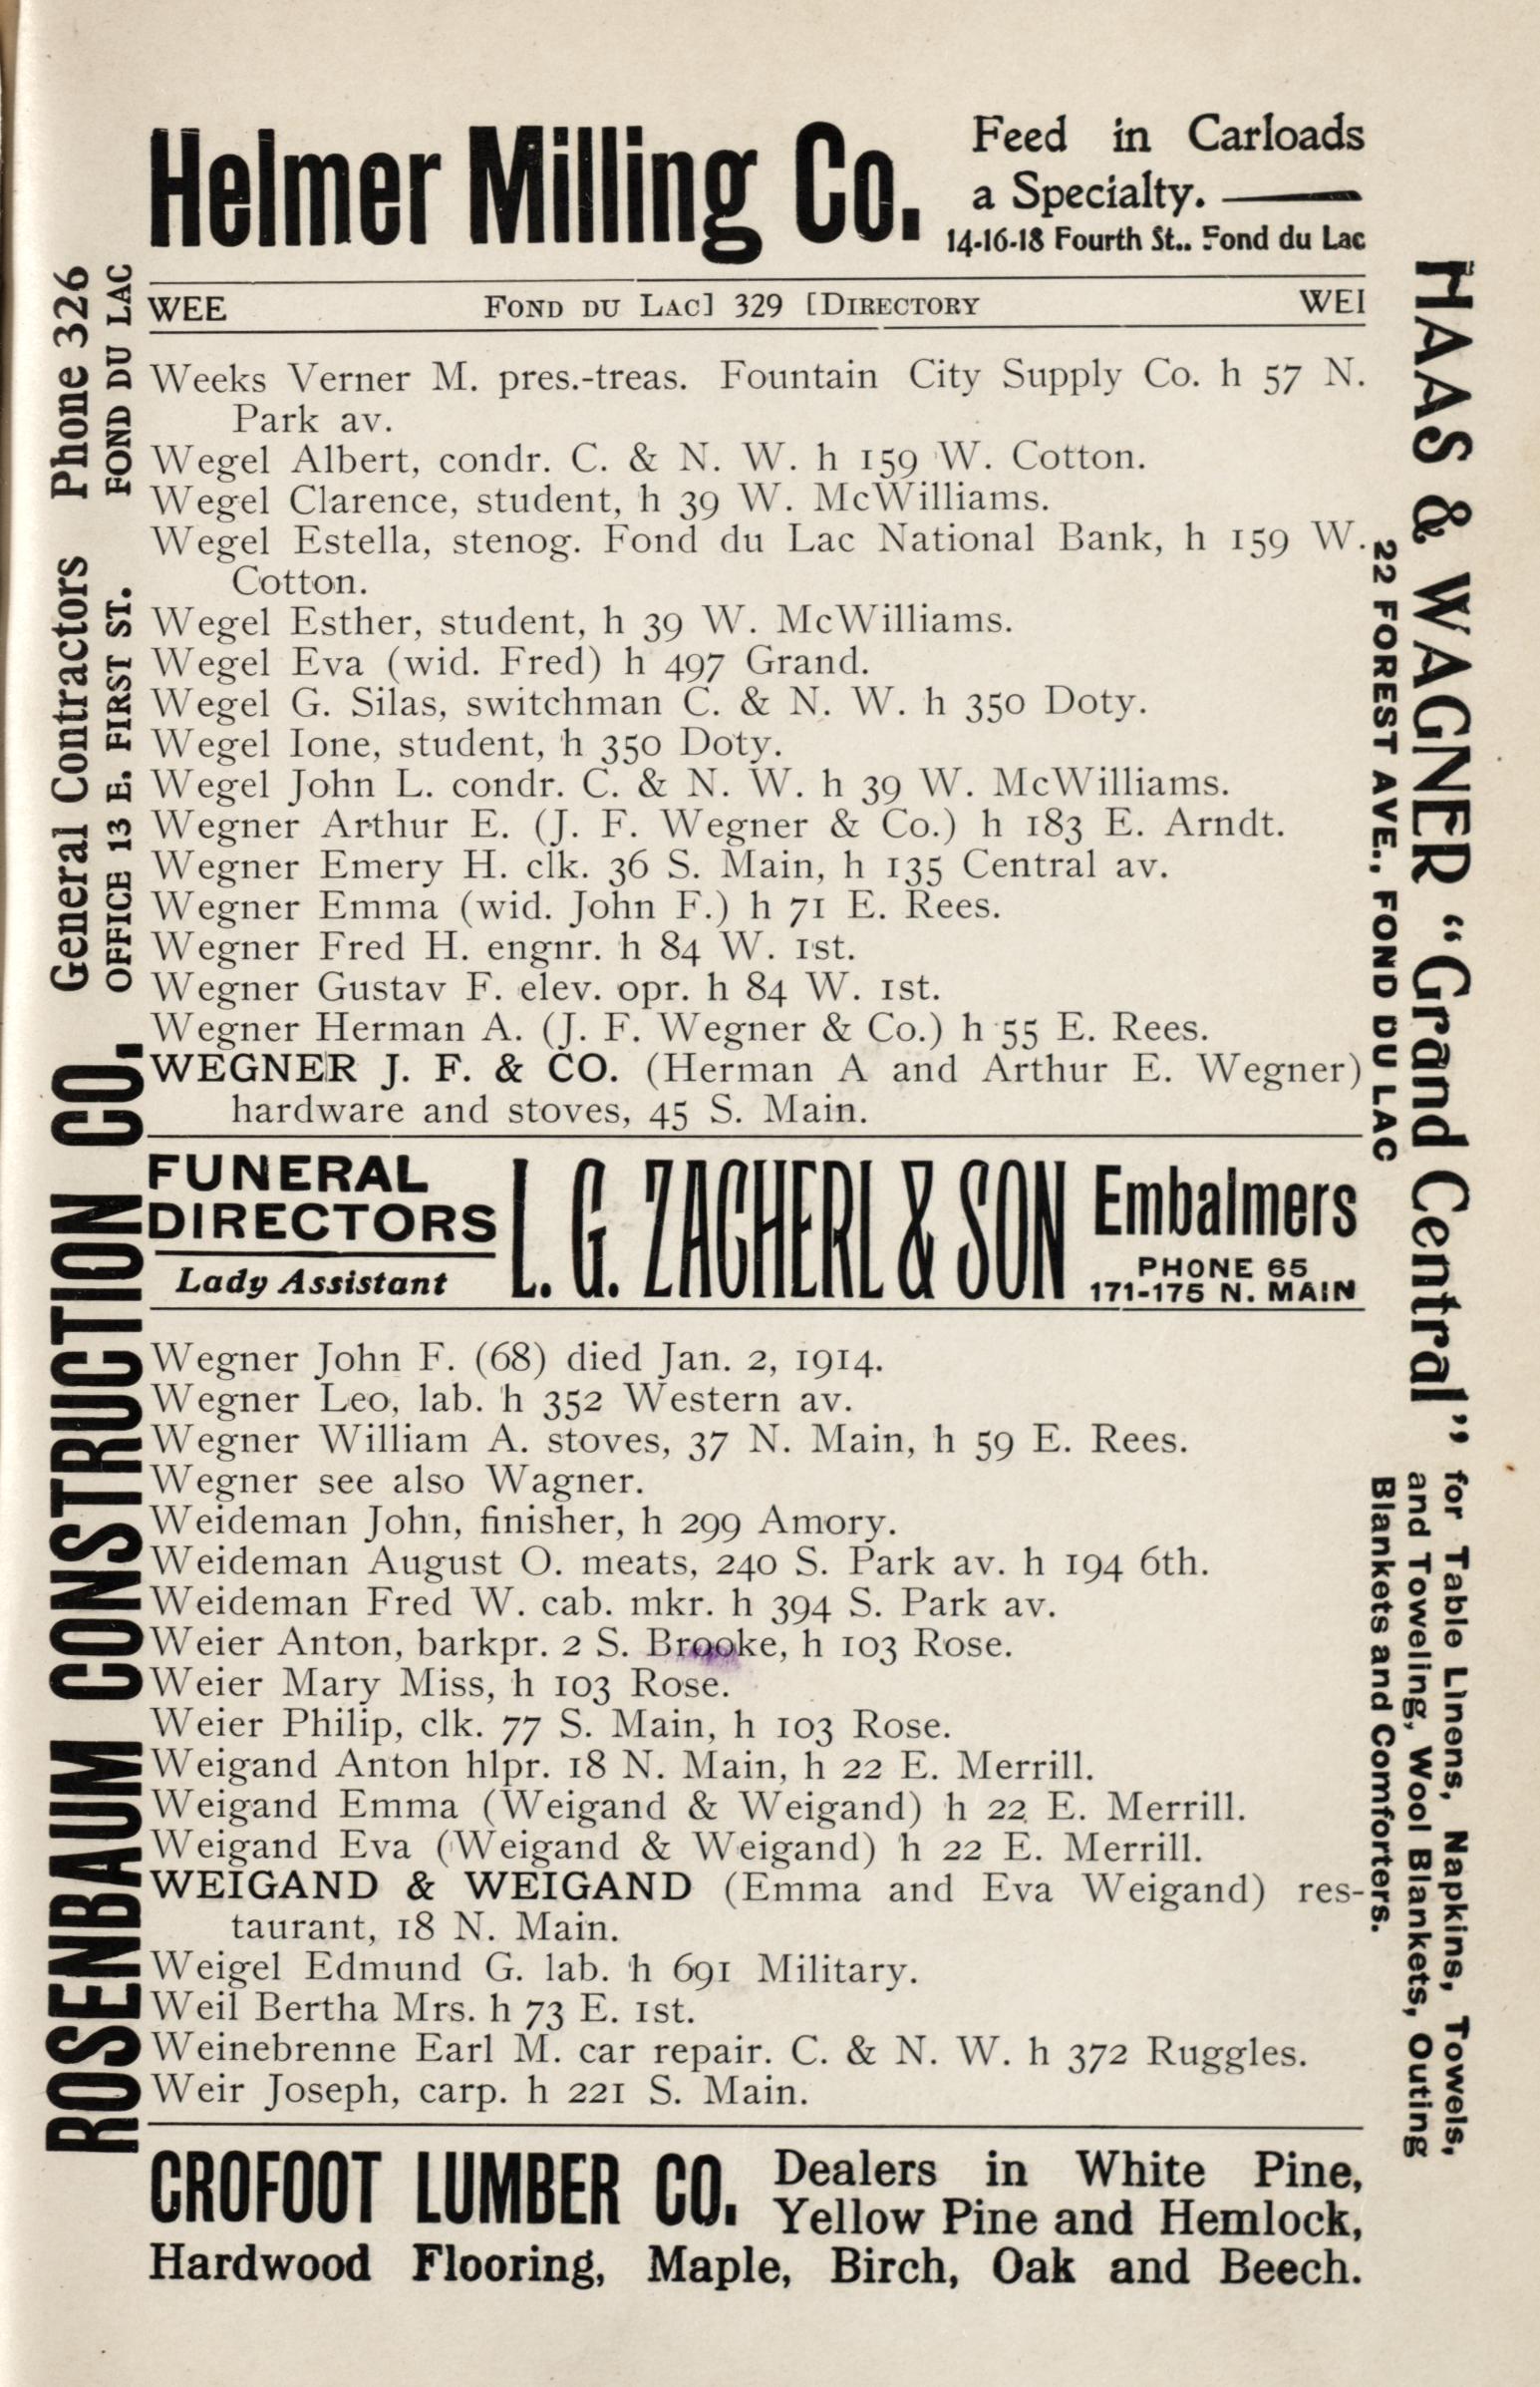 Helmer Milling Co.
Feed in Carloads
a Specialty.
14-16-18 Fourth St.. Fond du Lac
WEE FOND DU LAC] 329 [DIRECTORY WEI
Weeks Verner M. pres.-treas. Fountain City Supply Co. h 57 N.
Park av.
Wegel Albert, condr. C. & N. W. h 159 W. Cotton.
Wegel Clarence, student, h 39 W. McWilliams.
Wegel Estella, stenog. Fond du Lac National Bank, h 159 W.
Cotton.
Wegel Esther, student, h 39 W. McWilliams.
Wegel Eva (wid. Fred) h 497 Grand.
Wegel G. Silas, switchman C. & N. W. h 350 Doty.
Wegel Ione, student, h 350 Doty.
Wegel John L. condr. C. & N. W. h 39 W. McWilliams.
Wegner Arthur E. (J. F. Wegner & Co.) h 183 E. Arndt.
Wegner Emery H. clk. 36 S. Main, h 135 Central av.
Wegner Emma (wid. John F.) h 71 E. Rees.
Wegner Fred H. engnr. h 84 W. 1st.
Wegner Gustav F. elev. opr. h 84 W. 1st.
Wegner Herman A. (J. F. Wegner & Co.) h 55 E. Rees.
WEGNER J. F. & CO. (Herman A and Arthur E. Wegner)
hardware and stoves, 45 S. Main.
FUNERAL
DIRECTORS
Lady Assistant
L. G. ZACHERL & SON
Embalmers
PHONE 65
171-175 N. MAIN
Wegner John F. (68) died Jan. 2, 1914.
Wegner Leo, lab. h 352 Western av.
Wegner William A. stoves, 37 N. Main, h 59 E. Rees.
Wegner see also Wagner.
Weideman John, finisher, h 299 Amory.
Weideman August O. meats, 240 S. Park av. h 194 6th.
Weideman Fred W. cab. mkr. h 394 S. Park av.
Weier Anton, barkpr. 2 S. Brooke, h 103 Rose.
Weier Mary Miss, h 103 Rose.
Weier Philip, clk. 77 S. Main, h 103 Rose.
Weigand Anton hlpr. 18 N. Main, h 22 E. Merrill.
Weigand Emma (Weigand & Weigand) h 22 E. Merrill.
Weigand Eva (Weigand & Weigand) h 22 E. Merrill.
WEIGAND & WEIGAND (Emma and Eva Weigand) res-
taurant, 18 N. Main.
Weigel Edmund G. lab. h 691 Military.
Weil Bertha Mrs. h 73 E. 1st.
Weinebrenne Earl M. car repair. C. & N. W. h 372 Ruggles.
Weir Joseph, carp. h 221 S. Main.
CROFOOT LUMBER CO.
Dealers in White Pine,
Yellow Pine and Hemlock,
Hardwood Flooring, Maple, Birch, Oak and Beech.
ROSENBAUM CONSTRUCTION CO.
General Contractors Phone 326
OFFICE 13 E. FIRST ST. FOND DU LAC
HAAS & WAGNER "Grand Central"
22 FOREST AVE., FOND DU LAC
for Table Linens, Napkins, Towels,
and Toweling, Wool Blankets, Outing
Blankets and Comforters.